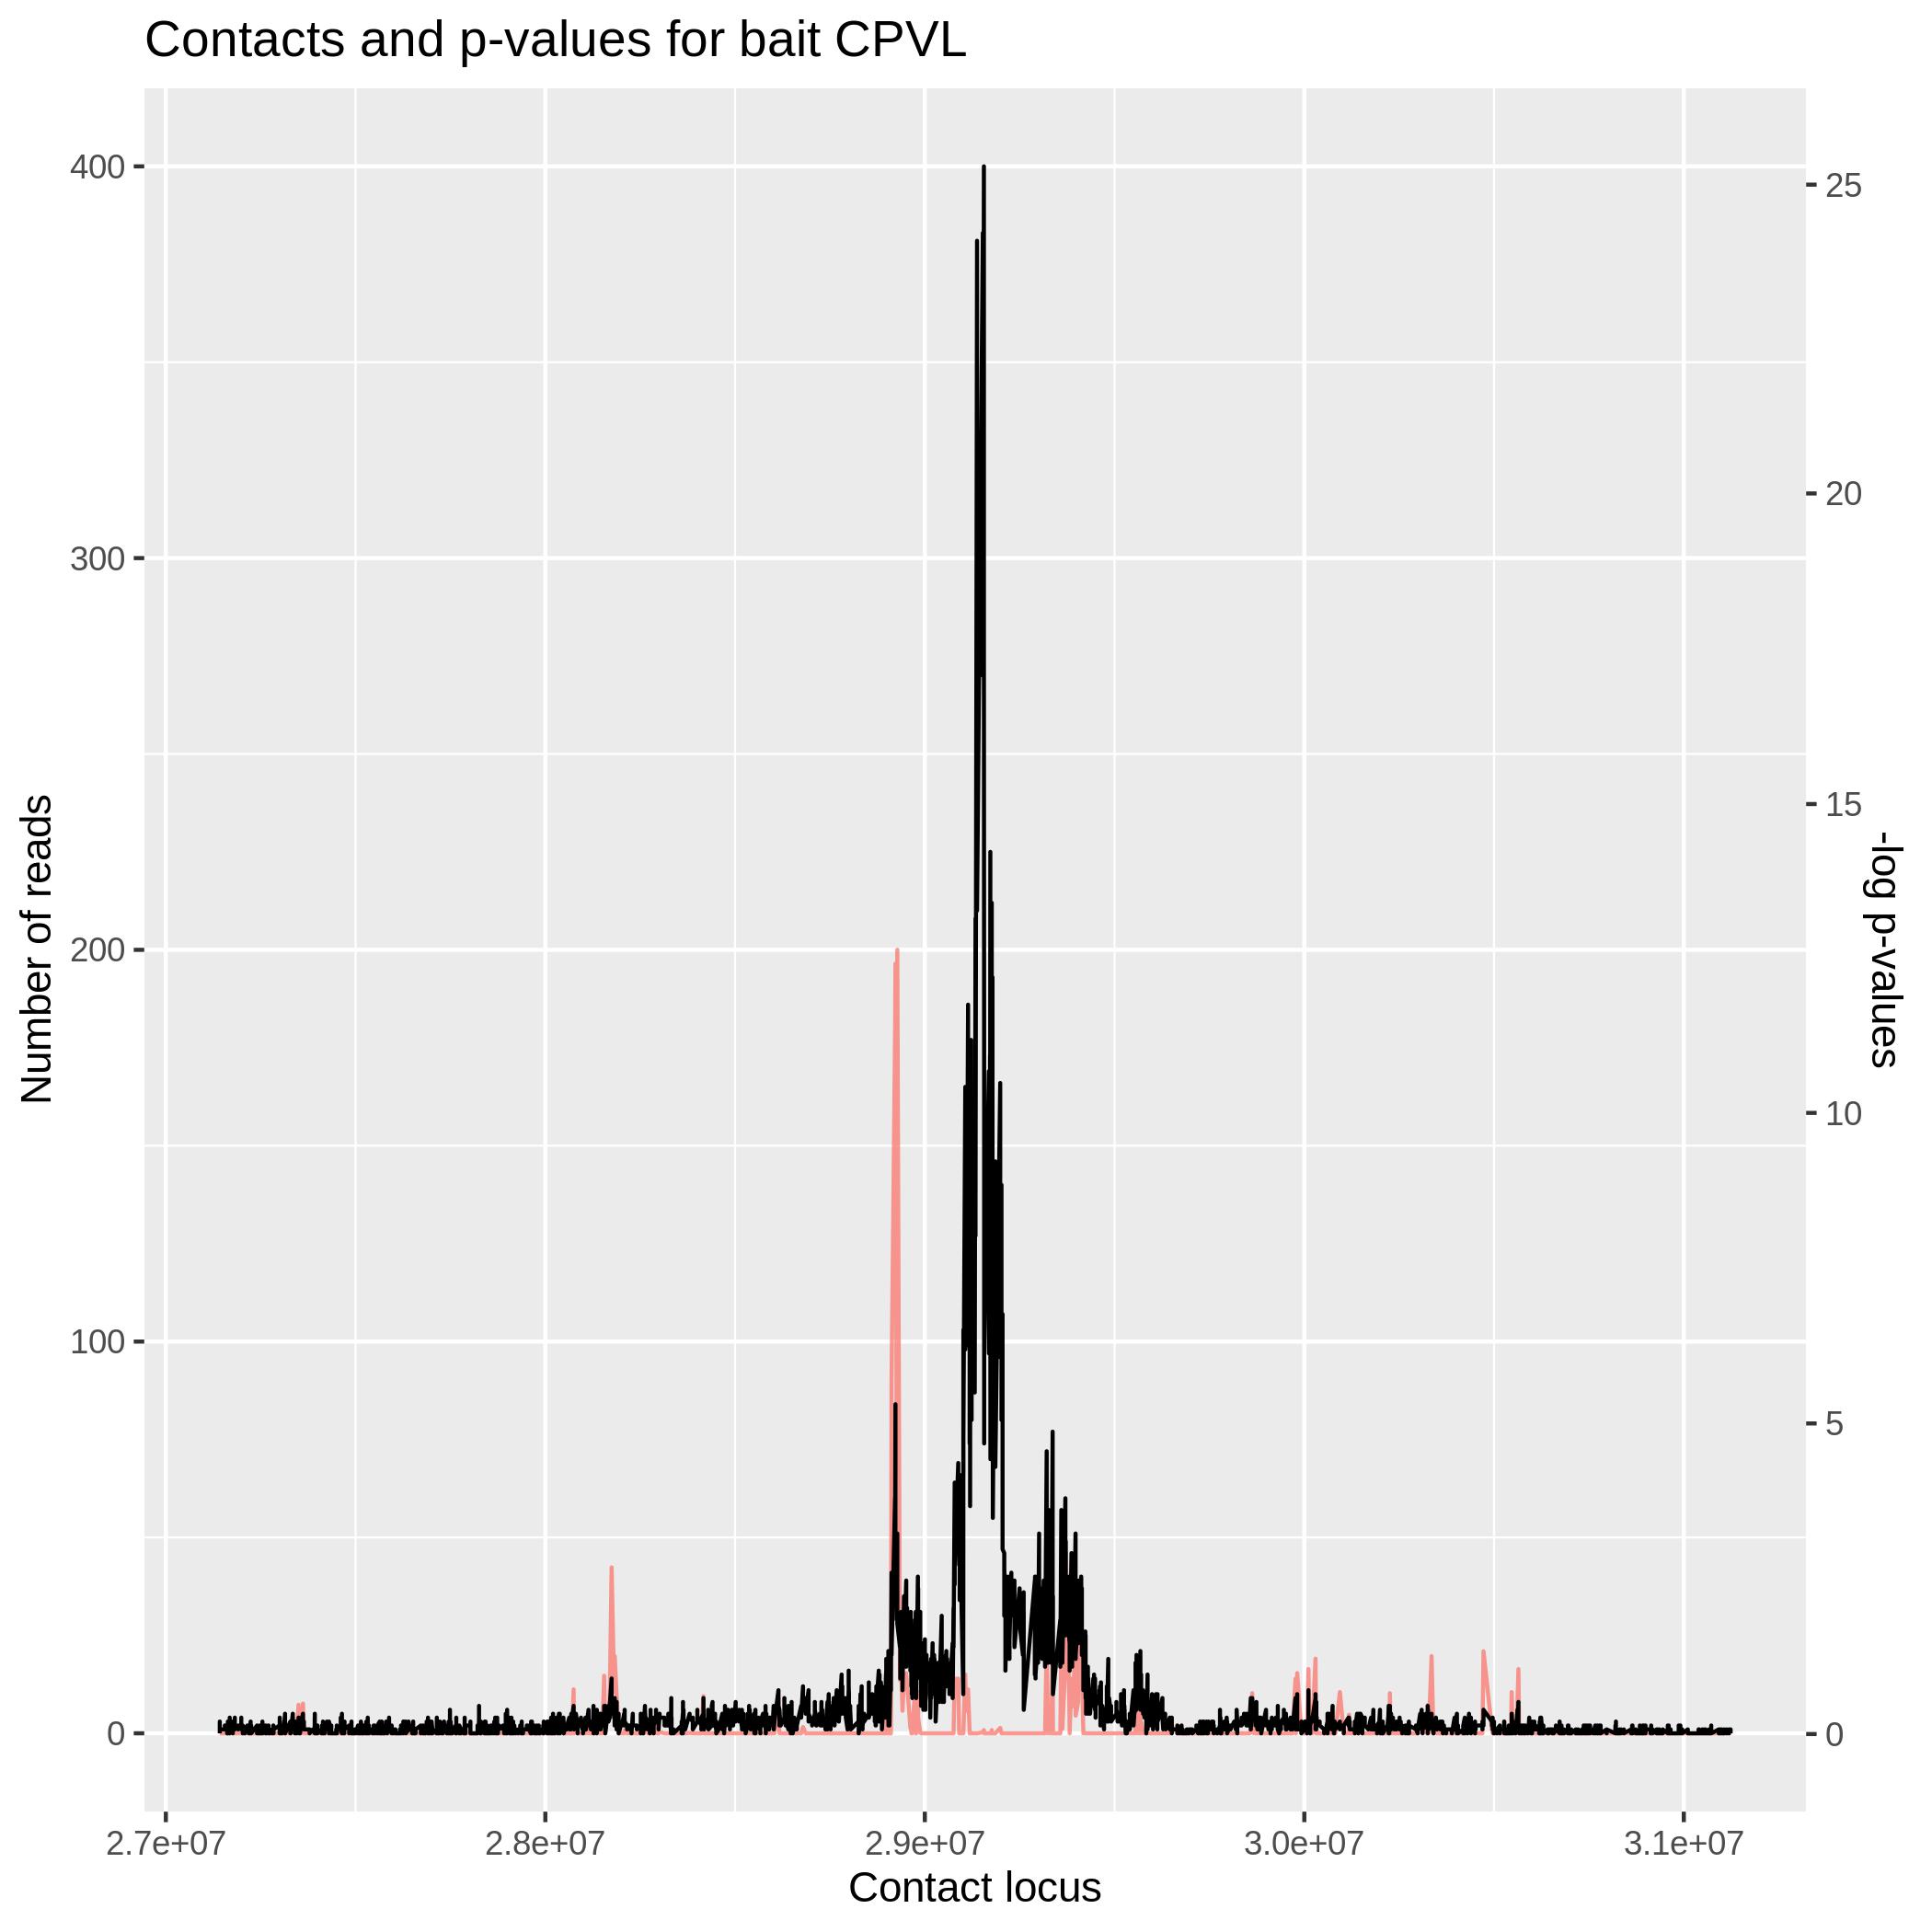 Contacts and p-values for bait CPVL
400
300
200
100
0
Number of reads
25
20
15
10
5
0
-log p-values
2.7e+07
2.8e+07
2.9e+07
3.0e+07
3.1e+07
Contact locus